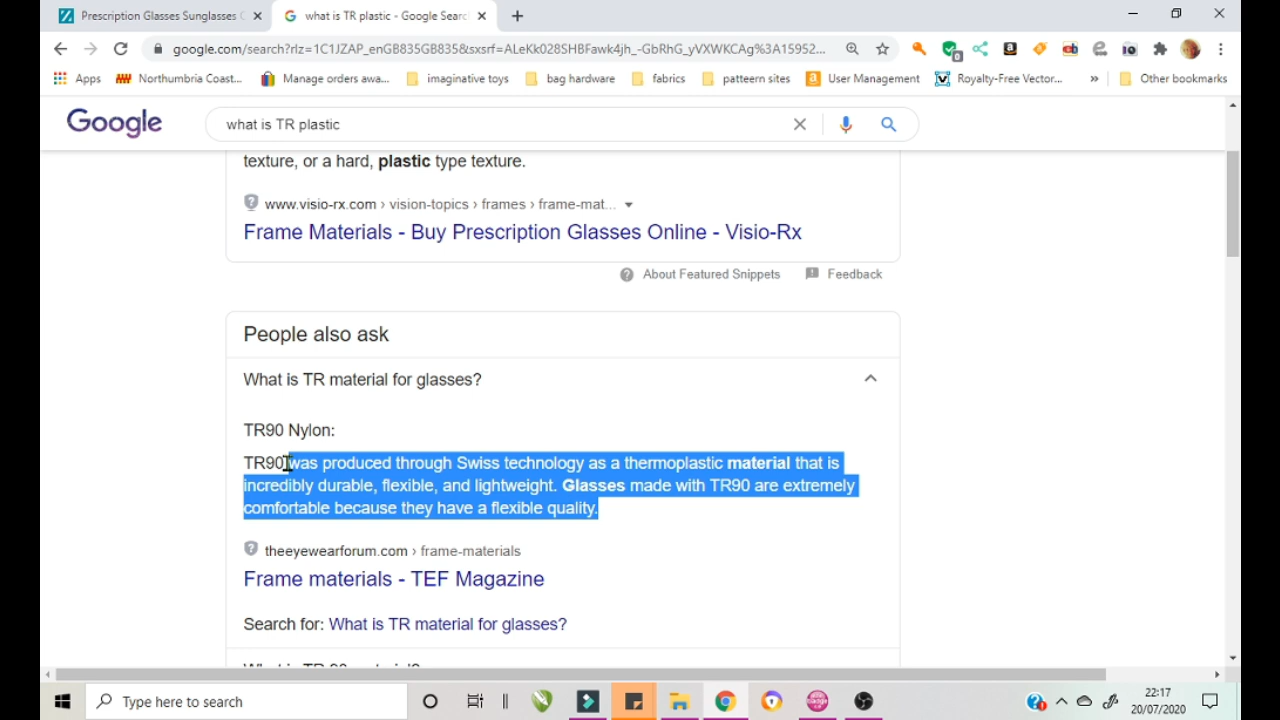 Prescription Glasses Sunglasses
what is TR plastic - Google Searc
google.com/search?rlz=1C1JZAP_enGB835GB835&sxsrf=ALeKk028SHBFawk4jh_-GbRhG_yVXWKCAg%3A15952...
Apps
Northumbria Coast...
Manage orders awa...
imaginative toys
bag hardware
fabrics
patteern sites
User Management
Royalty-Free Vector...
»
Other bookmarks
Google
what is TR plastic
texture, or a hard, plastic type texture.
www.visio-rx.com › vision-topics › frames › frame-mat...
Frame Materials - Buy Prescription Glasses Online - Visio-Rx
About Featured Snippets
Feedback
People also ask
What is TR material for glasses?
TR90 Nylon:
TR90 was produced through Swiss technology as a thermoplastic material that is
incredibly durable, flexible, and lightweight. Glasses made with TR90 are extremely
comfortable because they have a flexible quality.
theeyewearforum.com › frame-materials
Frame materials - TEF Magazine
Search for: What is TR material for glasses?
What is TR 90 material?
Type here to search
22:17
20/07/2020